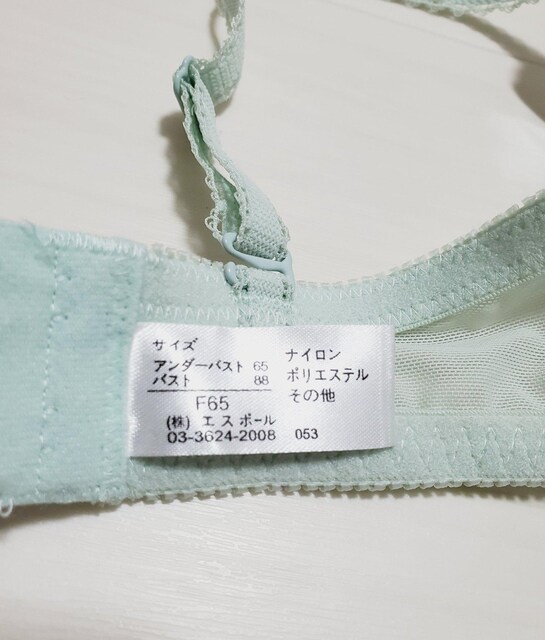 サイズ
アンダーバスト 65
バスト 88
F65
(株) エスポール
03-3624-2008 053
ナイロン
ポリエステル
その他